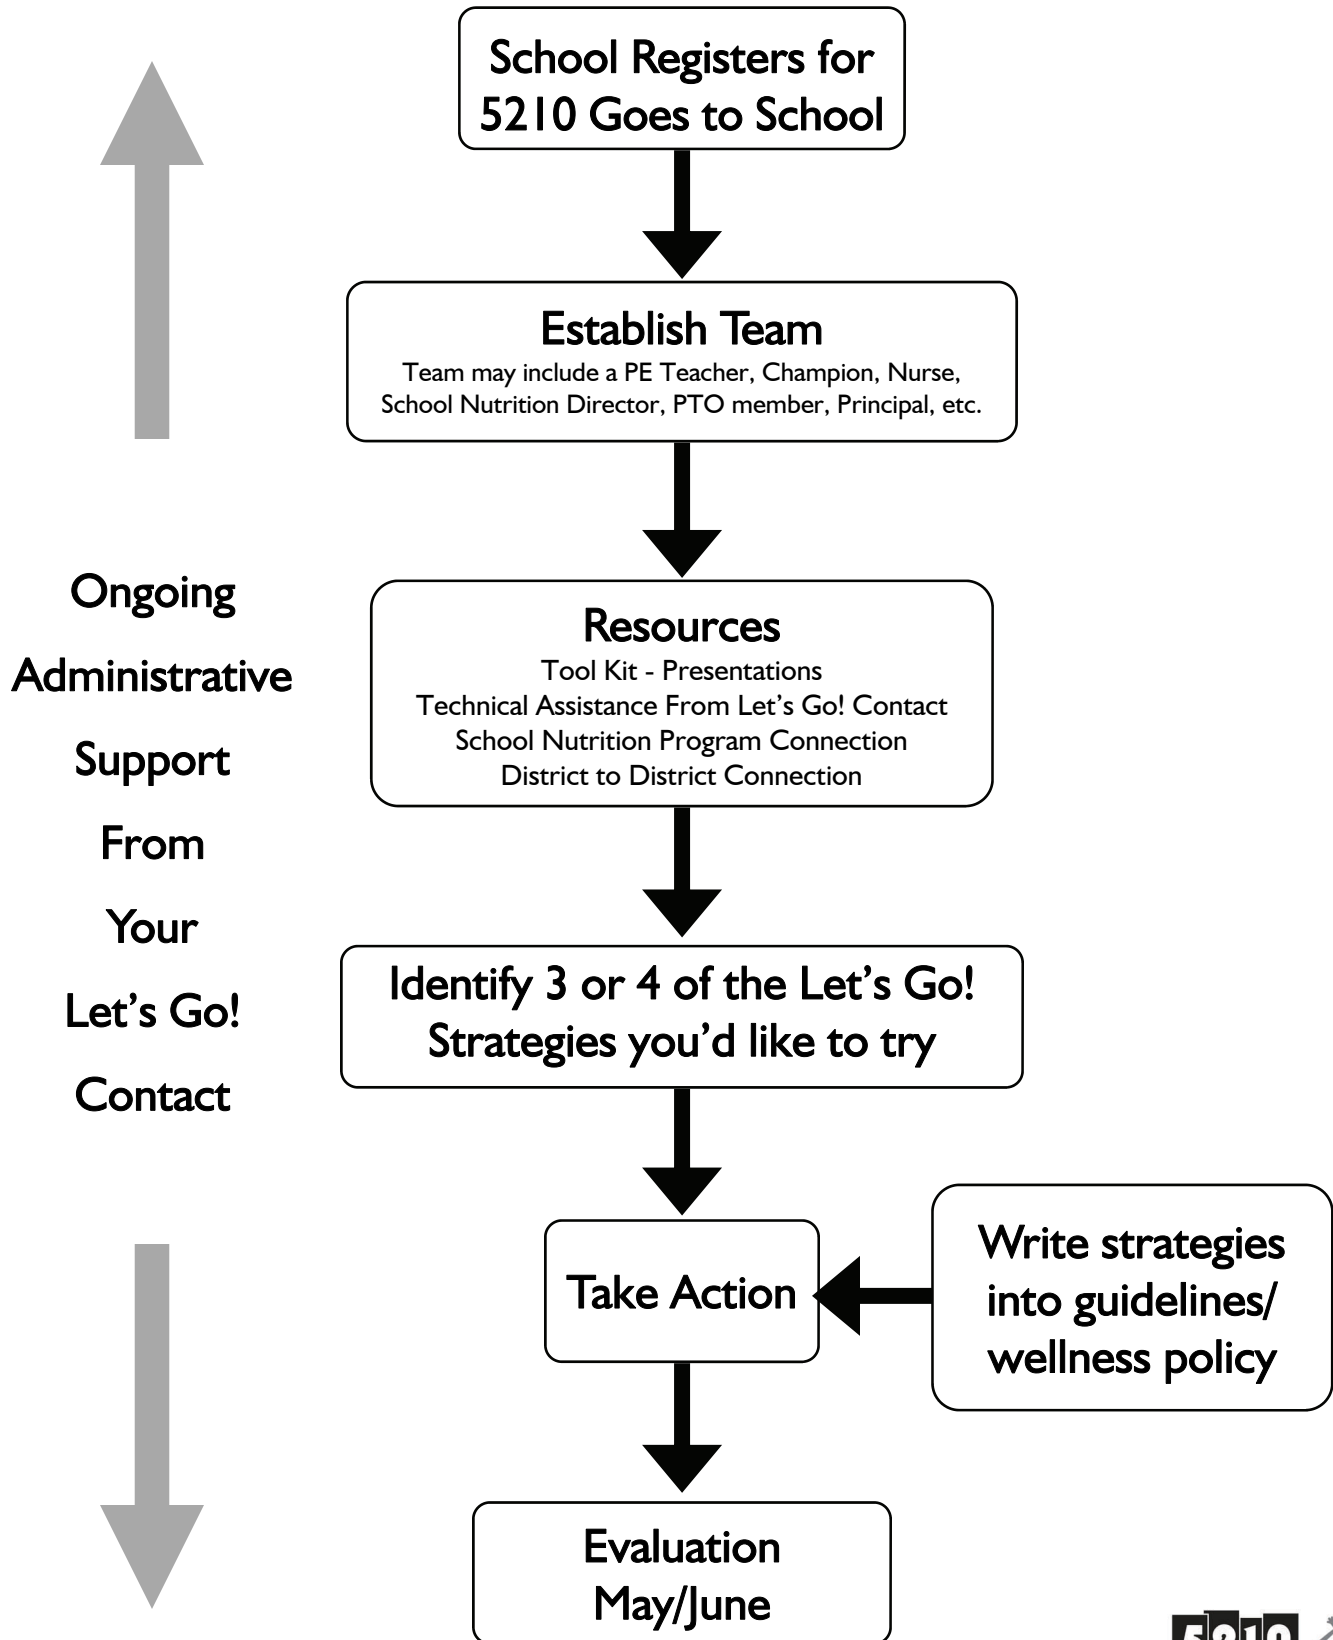 School Registers for
5210 Goes to School
Establish Team
Team may include a PE Teacher, Champion, Nurse,
School Nutrition Director, PTO member, Principal, etc.
Resources
Tool Kit - Presentations
Technical Assistance From Let's Go! Contact
School Nutrition Program Connection
District to District Connection
Identify 3 or 4 of the Let's Go!
Strategies you'd like to try
Take Action
Write strategies
into guidelines/
wellness policy
Evaluation
May/June
Ongoing
Administrative
Support
From
Your
Let's Go!
Contact
5210